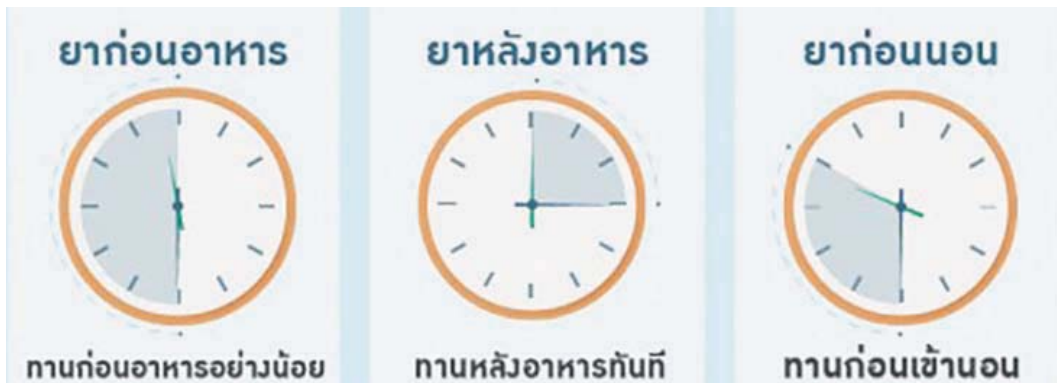 ยาก่อนอาหาร
ยาหลังอาหาร
ยาก่อนนอน
ทานก่อนอาหารอย่างน้อย
ทานหลังอาหารทันที
ทานก่อนเข้านอน